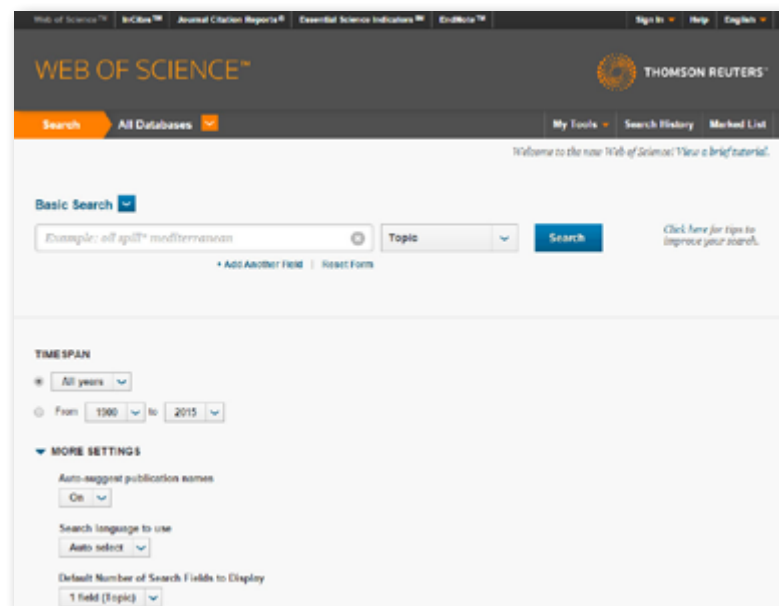 Web of Science™ InCites™ Journal Citation Reports® Essential Science Indicators℠ EndNote™ Sign In Help English
WEB OF SCIENCE™ THOMSON REUTERS™
Search All Databases My Tools Search History Marked List
Welcome to the new Web of Science! View a brief tutorial.
Basic Search
Example: oil spill* mediterranean Topic Search Click here for tips to
improve your search.
+ Add Another Field | Reset Form
TIMESPAN
All years
From 1900 to 2015
MORE SETTINGS
Auto-suggest publication names
On
Search language to use
Auto select
Default Number of Search Fields to Display
1 field (Topic)